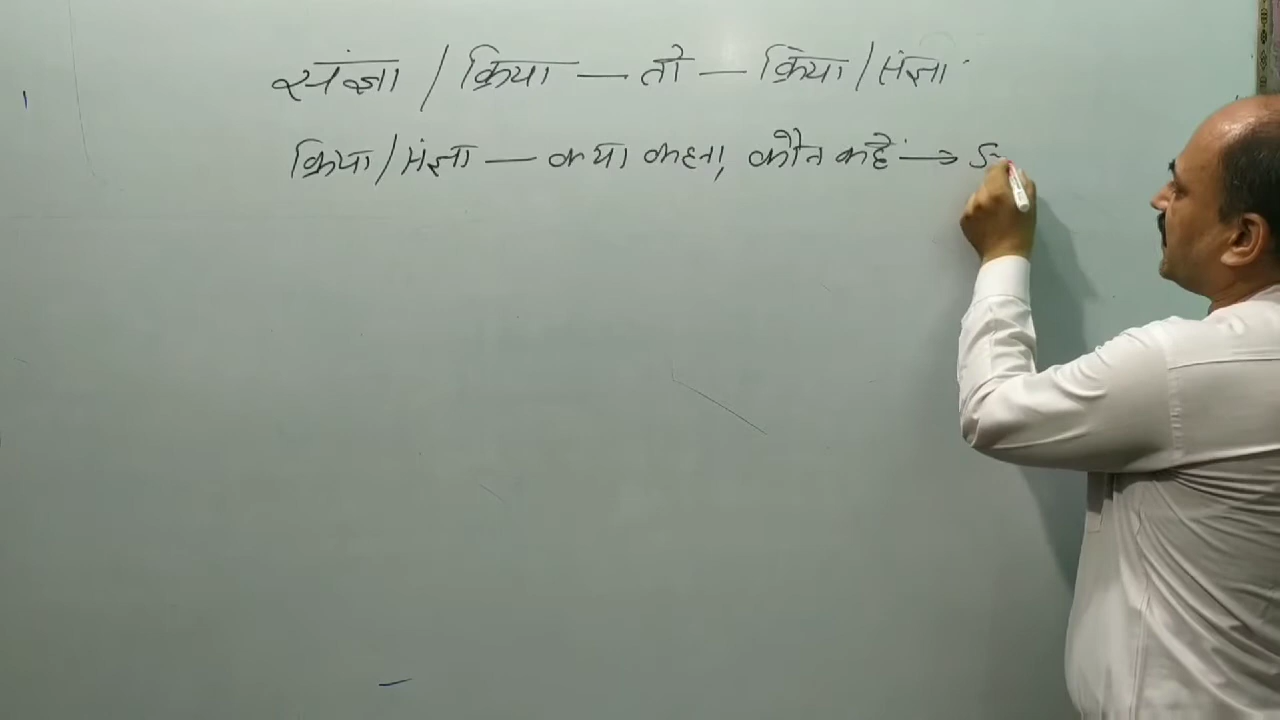 संज्ञा / क्रिया — तो — क्रिया / संज्ञा
क्रिया / संज्ञा — क्या कहना, कौन कहे →